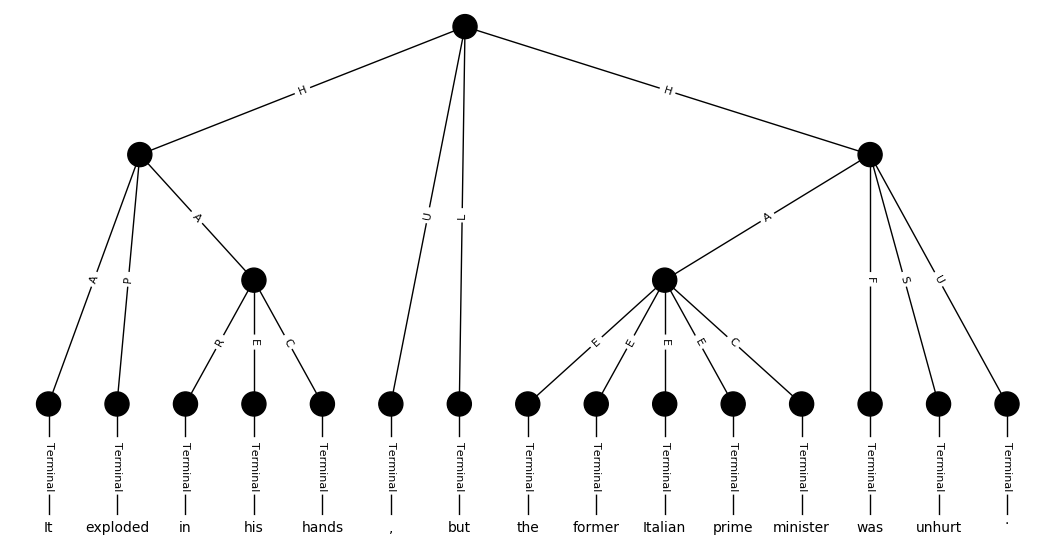 H H
U L
A A
A P F S U
R E C E E E E C
Terminal Terminal Terminal Terminal Terminal Terminal Terminal Terminal Terminal Terminal Terminal Terminal Terminal Terminal Terminal
It exploded in his hands , but the former Italian prime minister was unhurt .